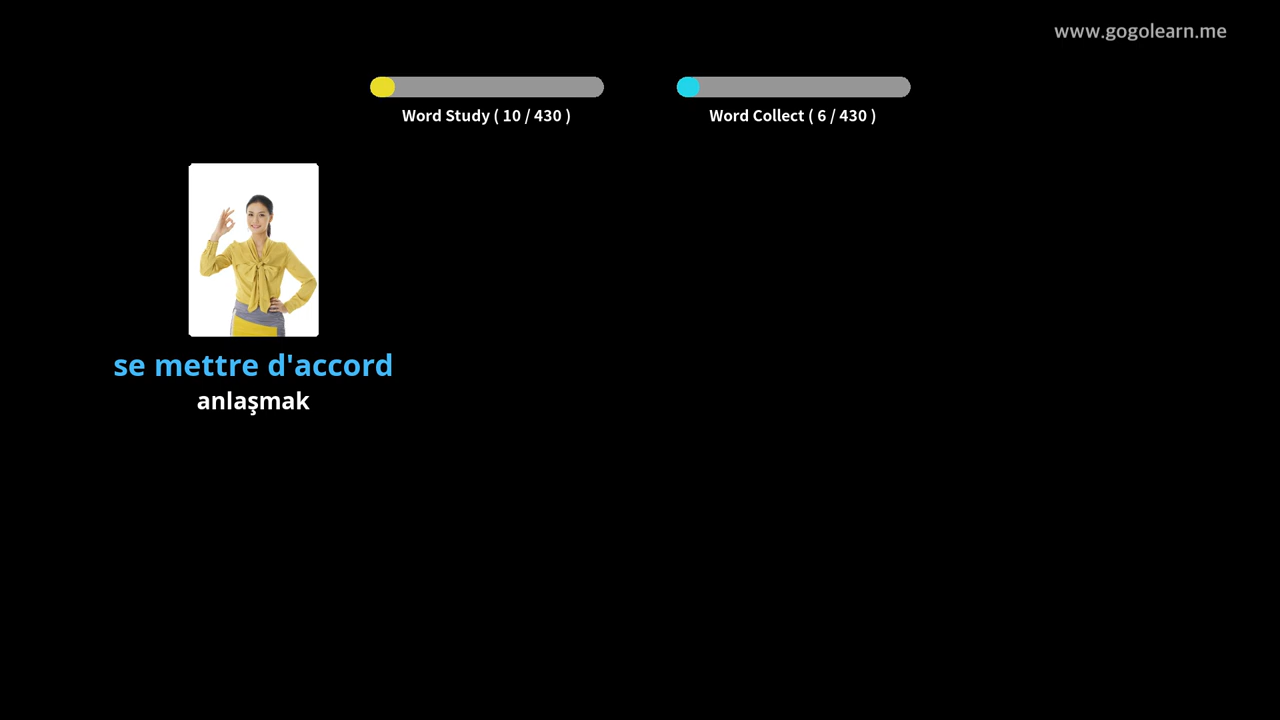 www.gogolearn.me
Word Study ( 10 / 430 )
Word Collect ( 6 / 430 )
se mettre d'accord
anlaşmak